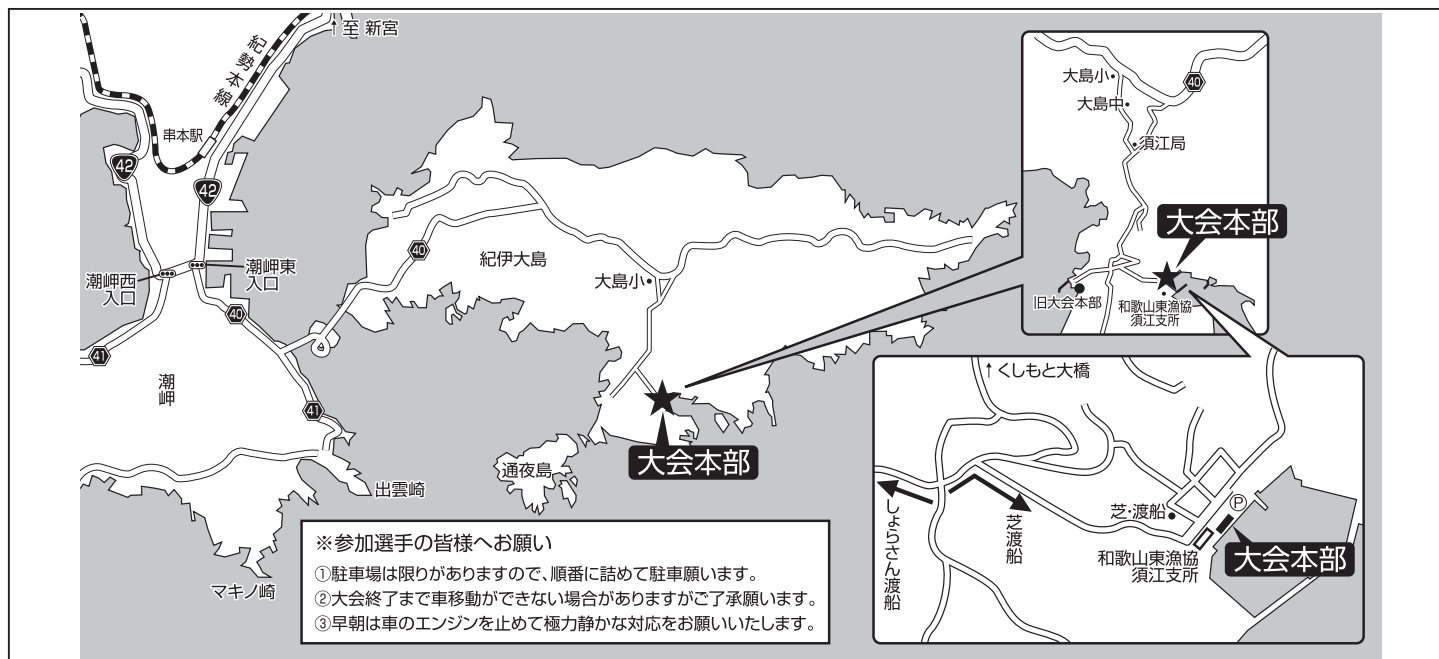 ↑至 新宮
紀勢本線
串本駅
42
42
潮岬西
入口
潮岬東
入口
40
41
潮岬
41
40
紀伊大島
大島小
大会本部
通夜島
出雲崎
マキノ崎
大島小
大島中
40
須江局
大会本部
旧大会本部
和歌山東漁協
須江支所
↑くしもと大橋
しょらさん渡船
芝渡船
芝・渡船
P
和歌山東漁協
須江支所
大会本部
※参加選手の皆様へお願い
①駐車場は限りがありますので、順番に詰めて駐車願います。
②大会終了まで車移動ができない場合がありますがご了承願います。
③早朝は車のエンジンを止めて極力静かな対応をお願いいたします。